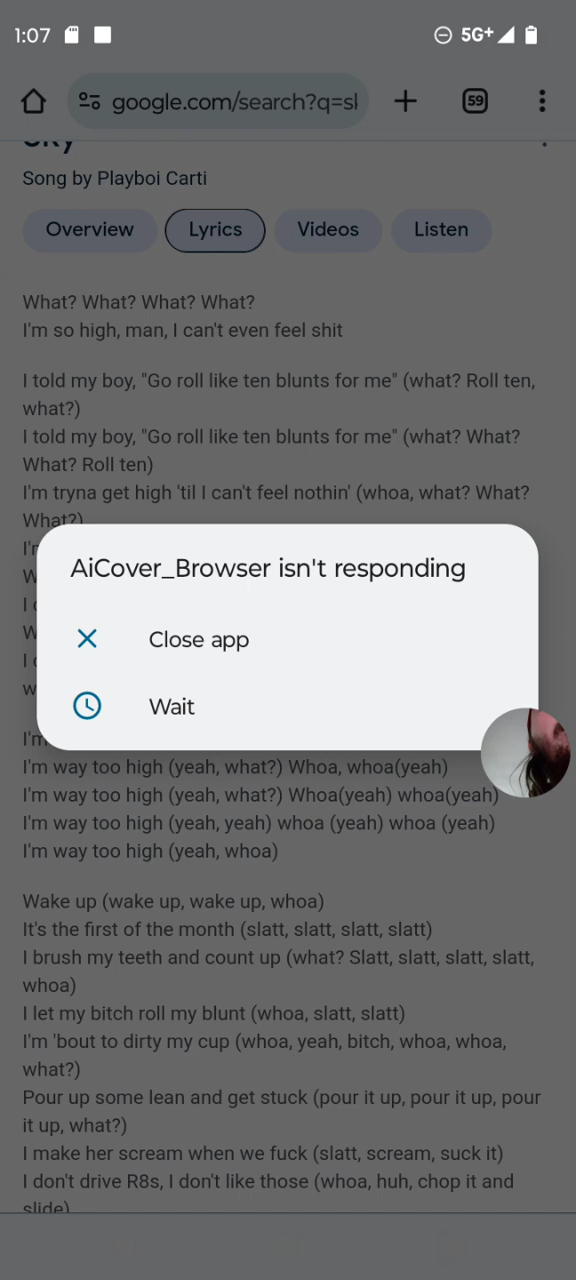 1:07
5G+
google.com/search?q=sl
59
Sky
Song by Playboi Carti
Overview
Lyrics
Videos
Listen
What? What? What? What?
I'm so high, man, I can't even feel shit
I told my boy, "Go roll like ten blunts for me" (what? Roll ten,
what?)
I told my boy, "Go roll like ten blunts for me" (what? What?
What? Roll ten)
I'm tryna get high 'til I can't feel nothin' (whoa, what? What?
What?)
AiCover_Browser isn't responding
Close app
Wait
I'm
I'm way too high (yeah, what?) Whoa, whoa(yeah)
I'm way too high (yeah, what?) Whoa(yeah) whoa(yeah)
I'm way too high (yeah, yeah) whoa (yeah) whoa (yeah)
I'm way too high (yeah, whoa)
Wake up (wake up, wake up, whoa)
It's the first of the month (slatt, slatt, slatt, slatt)
I brush my teeth and count up (what? Slatt, slatt, slatt, slatt,
whoa)
I let my bitch roll my blunt (whoa, slatt, slatt)
I'm 'bout to dirty my cup (whoa, yeah, bitch, whoa, whoa,
what?)
Pour up some lean and get stuck (pour it up, pour it up, pour
it up, what?)
I make her scream when we fuck (slatt, scream, suck it)
I don't drive R8s, I don't like those (whoa, huh, chop it and
slide)